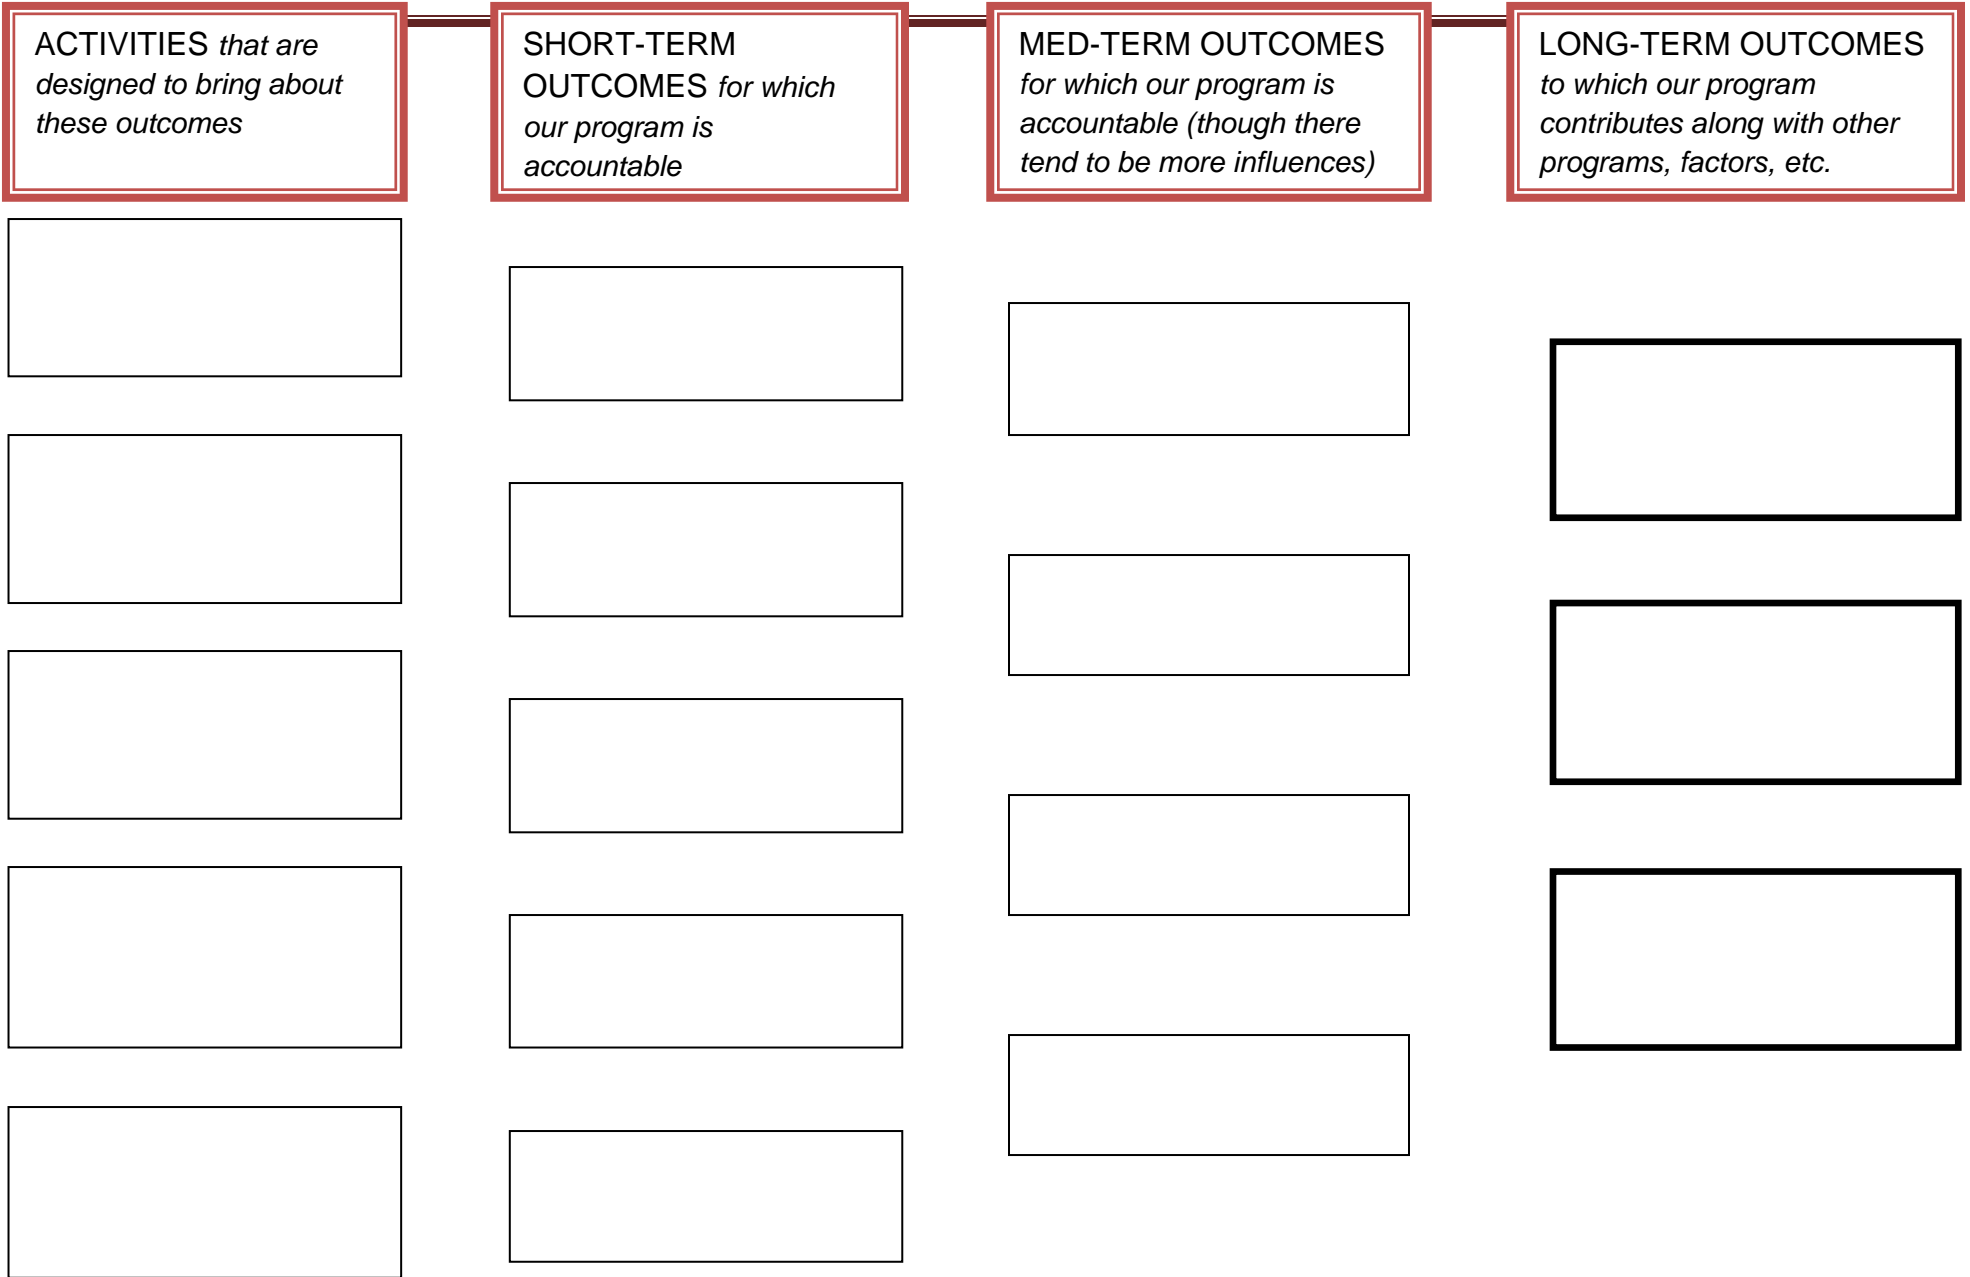 ACTIVITIES that are
designed to bring about
these outcomes
SHORT-TERM
OUTCOMES for which
our program is
accountable
MED-TERM OUTCOMES
for which our program is
accountable (though there
tend to be more influences)
LONG-TERM OUTCOMES
to which our program
contributes along with other
programs, factors, etc.